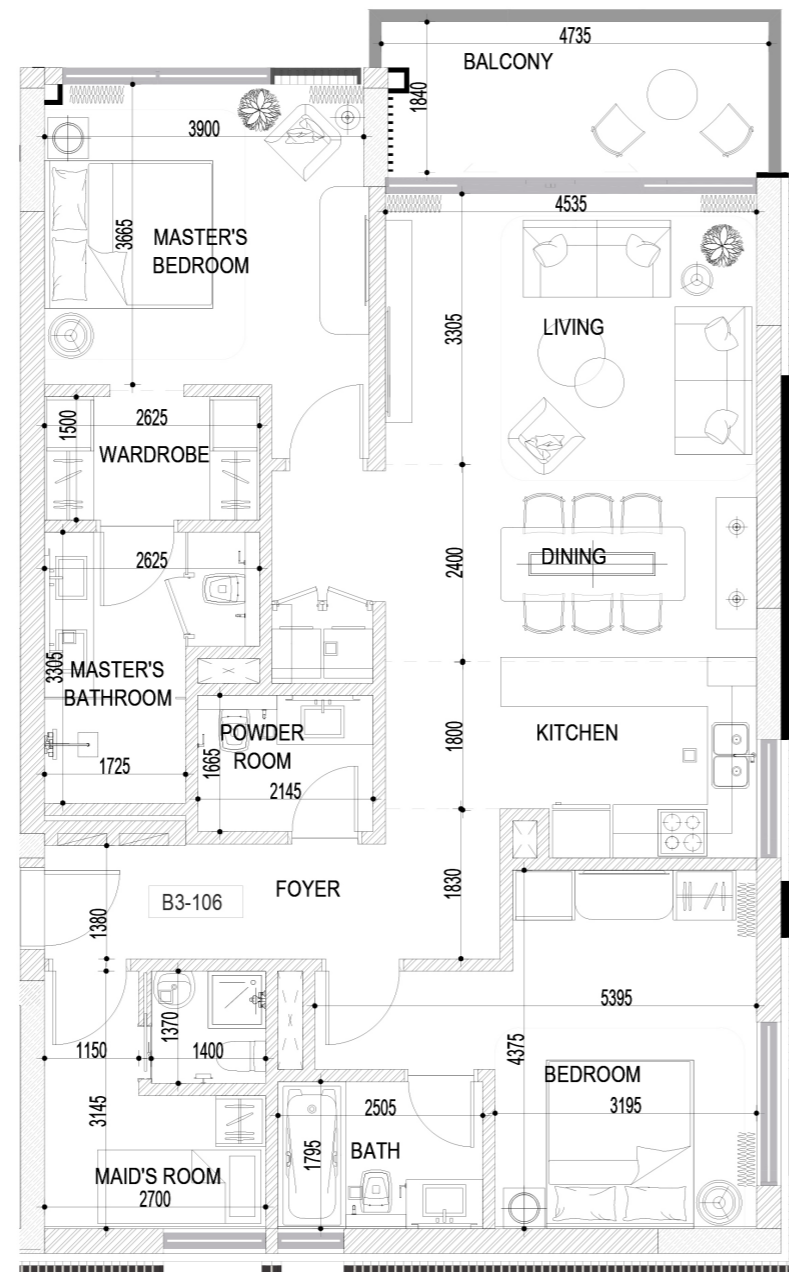 4735
BALCONY
1840
3900
4535
3665
MASTER'S
BEDROOM
3305
LIVING
1500
2625
WARDROBE
2625
2400
DINING
3305
MASTER'S
BATHROOM
1725
POWDER
ROOM
1665
2145
1800
KITCHEN
1830
FOYER
B3-106
1380
5395
4375
1370
1400
1150
BEDROOM
3195
3145
2505
1795
BATH
MAID'S ROOM
2700